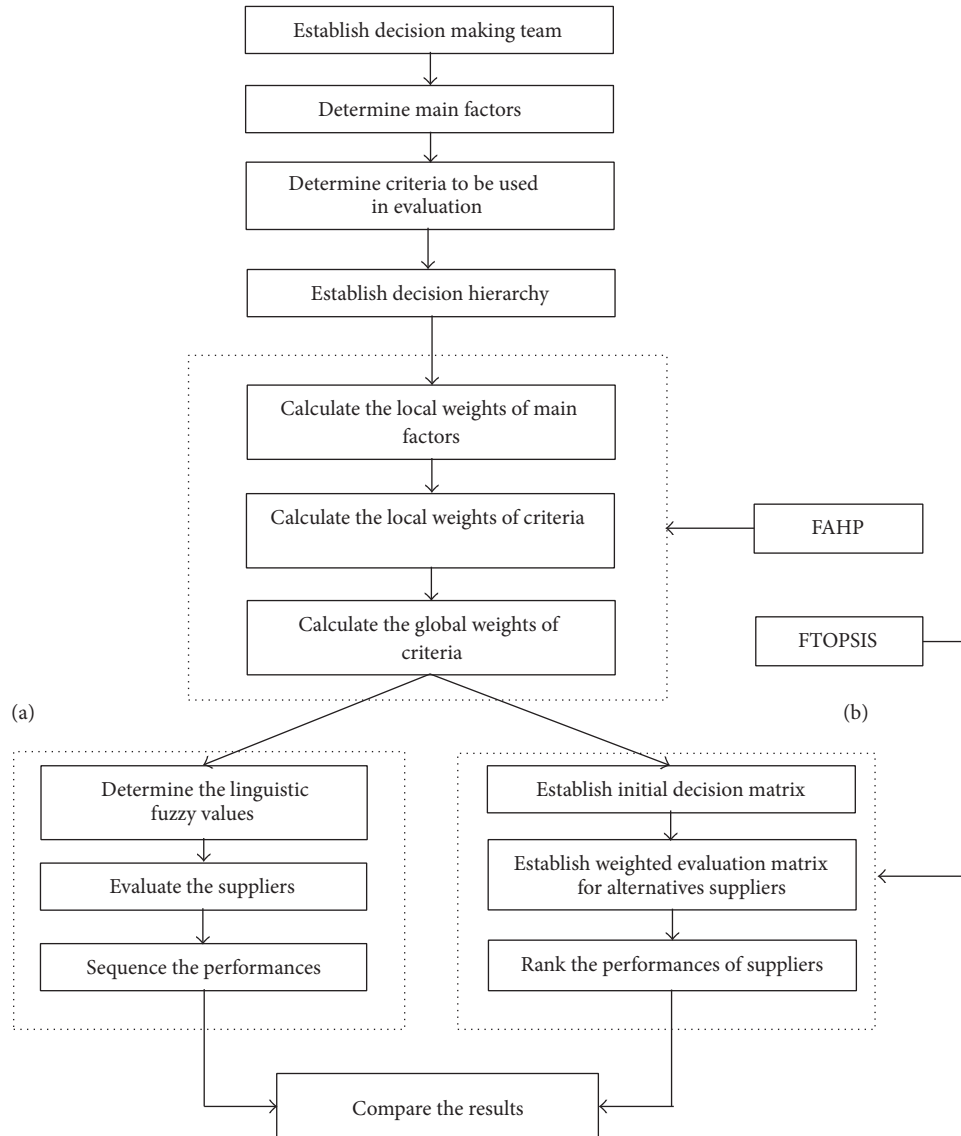 Establish decision making team
Determine main factors
Determine criteria to be used
in evaluation
Establish decision hierarchy
Calculate the local weights of main
factors
Calculate the local weights of criteria
FAHP
Calculate the global weights of
criteria
FTOPSIS
(a)
(b)
Determine the linguistic
fuzzy values
Evaluate the suppliers
Sequence the performances
Establish initial decision matrix
Establish weighted evaluation matrix
for alternatives suppliers
Rank the performances of suppliers
Compare the results